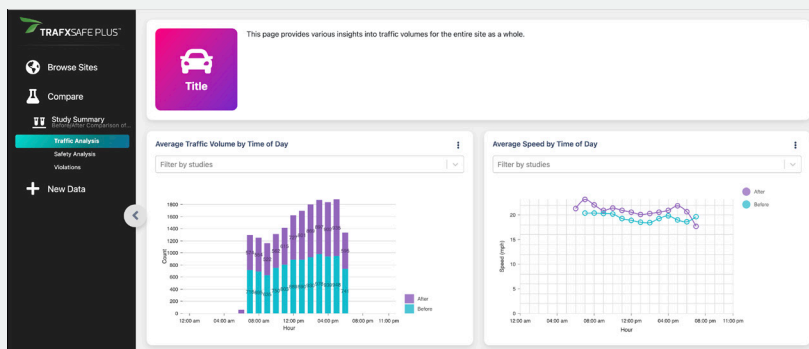 TRAFXSAFE PLUS™
Browse Sites
Compare
Study Summary
Before/After Comparison of...
Traffic Analysis
Safety Analysis
Violations
New Data
Title
This page provides various insights into traffic volumes for the entire site as a whole.
Average Traffic Volume by Time of Day
Filter by studies
1800
1600
1400
1200
1000
800
600
400
200
0
Count
12:00 am 04:00 am 08:00 am 12:00 pm 04:00 pm 08:00 pm 11:00 pm
Hour
After
Before
Average Speed by Time of Day
Filter by studies
20
15
10
5
0
Speed (mph)
12:00 am 04:00 am 08:00 am 12:00 pm 04:00 pm 08:00 pm 11:00 pm
Hour
After
Before